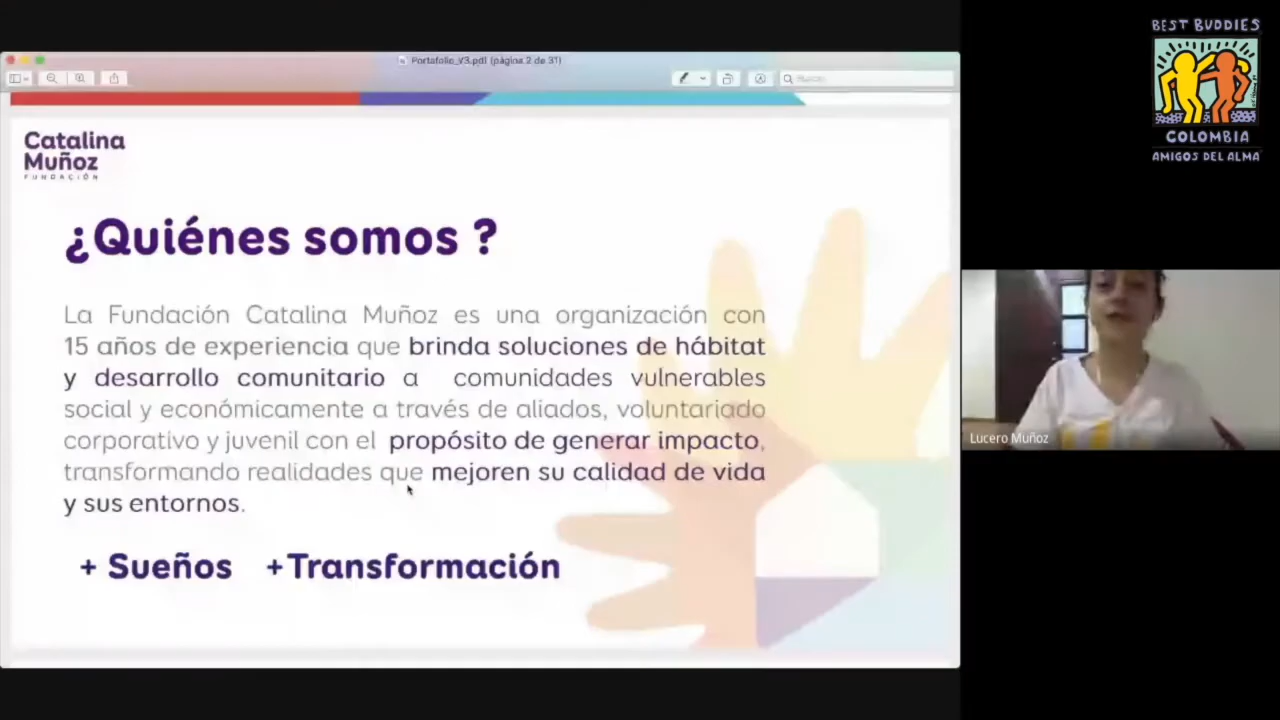 Portafolio_V3.pdf (página 2 de 31)
Buscar
Catalina
Muñoz
FUNDACIÓN
¿Quiénes somos ?
La Fundación Catalina Muñoz es una organización con
15 años de experiencia que brinda soluciones de hábitat
y desarrollo comunitario a comunidades vulnerables
social y económicamente a través de aliados, voluntariado
corporativo y juvenil con el propósito de generar impacto,
transformando realidades que mejoren su calidad de vida
y sus entornos.
+ Sueños +Transformación
BEST BUDDIES
COLOMBIA
AMIGOS DEL ALMA
Lucero Muñoz